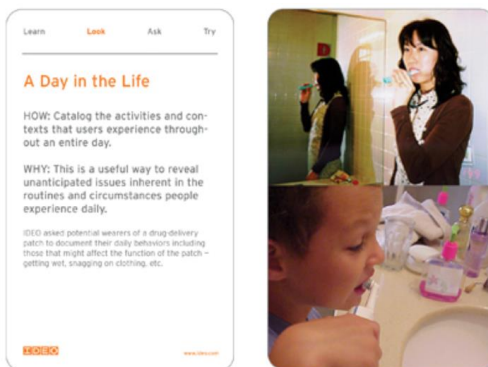 Learn Look Ask Try
A Day in the Life
HOW: Catalog the activities and con-
texts that users experience through-
out an entire day.
WHY: This is a useful way to reveal
unanticipated issues inherent in the
routines and circumstances people
experience daily.
IDEO asked potential wearers of a drug-delivery
patch to document their daily behaviors including
those that might affect the function of the patch –
getting wet, snagging on clothing, etc.
IDEO
www.ideo.com